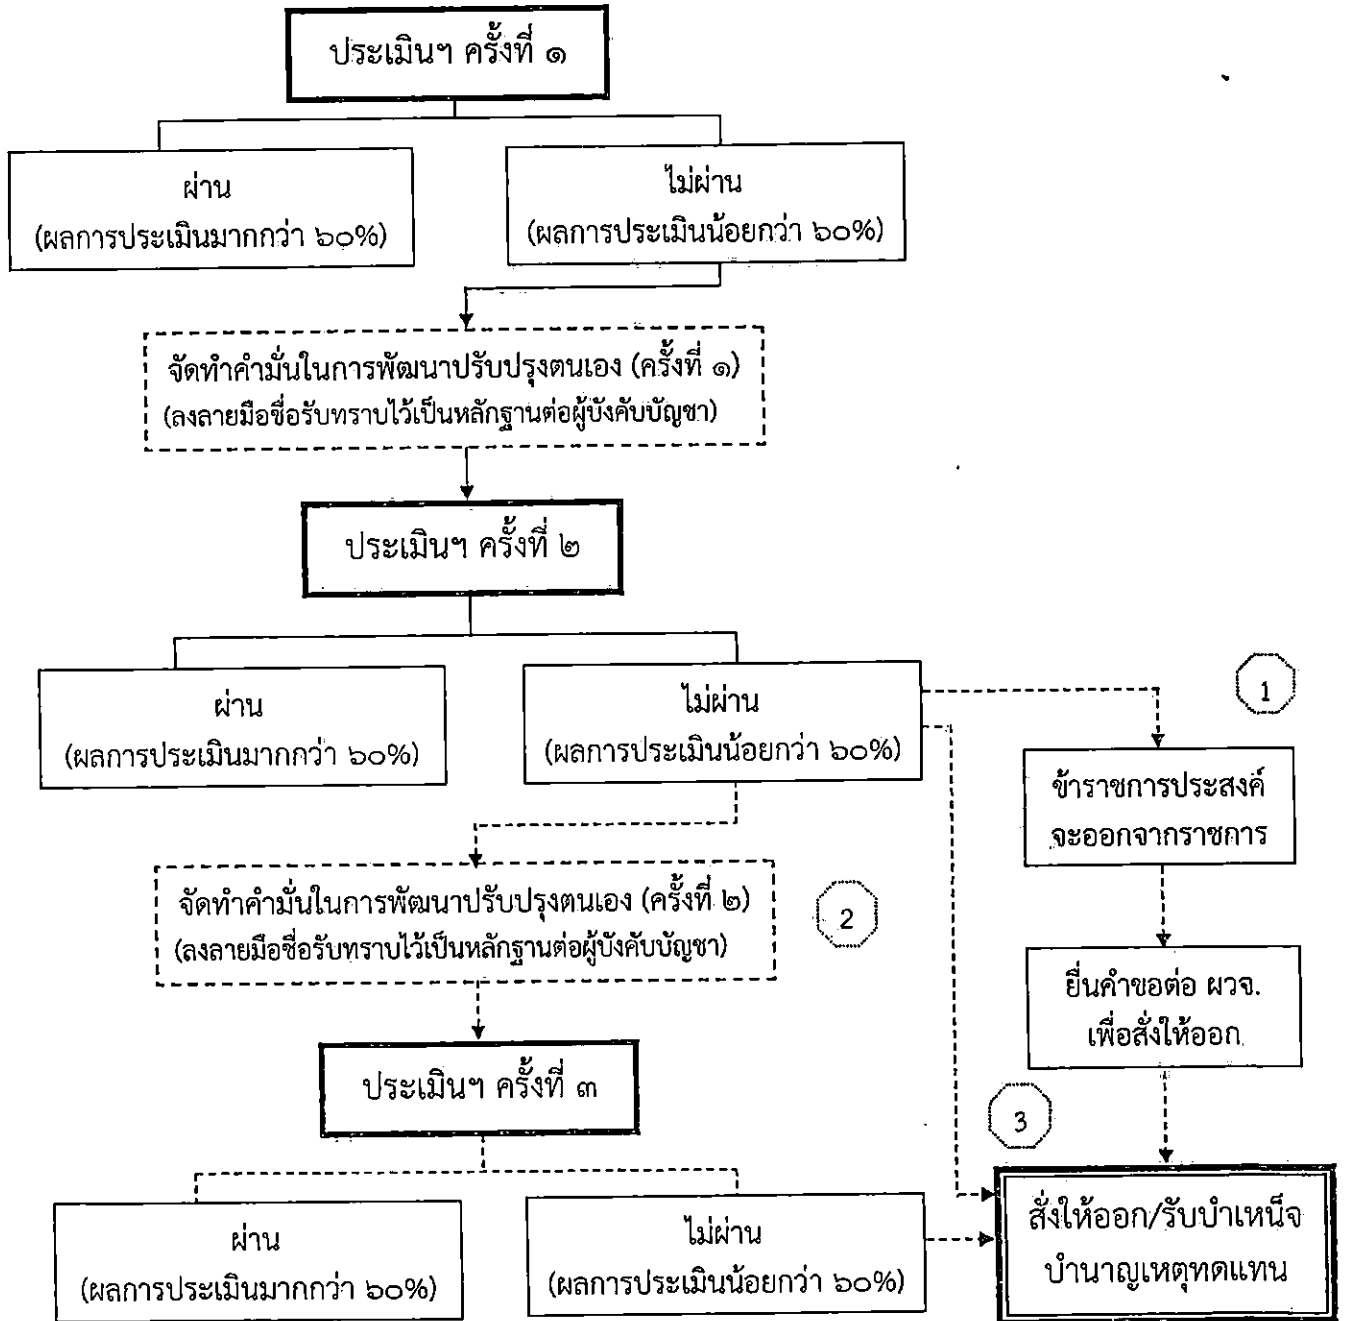 ประเมินฯ ครั้งที่ ๑
ผ่าน
(ผลการประเมินมากกว่า ๖๐%)
ไม่ผ่าน
(ผลการประเมินน้อยกว่า ๖๐%)
จัดทำคำมั่นในการพัฒนาปรับปรุงตนเอง (ครั้งที่ ๑)
(ลงลายมือชื่อรับทราบไว้เป็นหลักฐานต่อผู้บังคับบัญชา)
ประเมินฯ ครั้งที่ ๒
ผ่าน
(ผลการประเมินมากกว่า ๖๐%)
ไม่ผ่าน
(ผลการประเมินน้อยกว่า ๖๐%)
1
ข้าราชการประสงค์
จะออกจากราชการ
จัดทำคำมั่นในการพัฒนาปรับปรุงตนเอง (ครั้งที่ ๒)
(ลงลายมือชื่อรับทราบไว้เป็นหลักฐานต่อผู้บังคับบัญชา)
2
ยื่นคำขอต่อ ผวจ.
เพื่อสั่งให้ออก
ประเมินฯ ครั้งที่ ๓
3
ผ่าน
(ผลการประเมินมากกว่า ๖๐%)
ไม่ผ่าน
(ผลการประเมินน้อยกว่า ๖๐%)
สั่งให้ออก/รับบำเหน็จ
บำนาญเหตุทดแทน